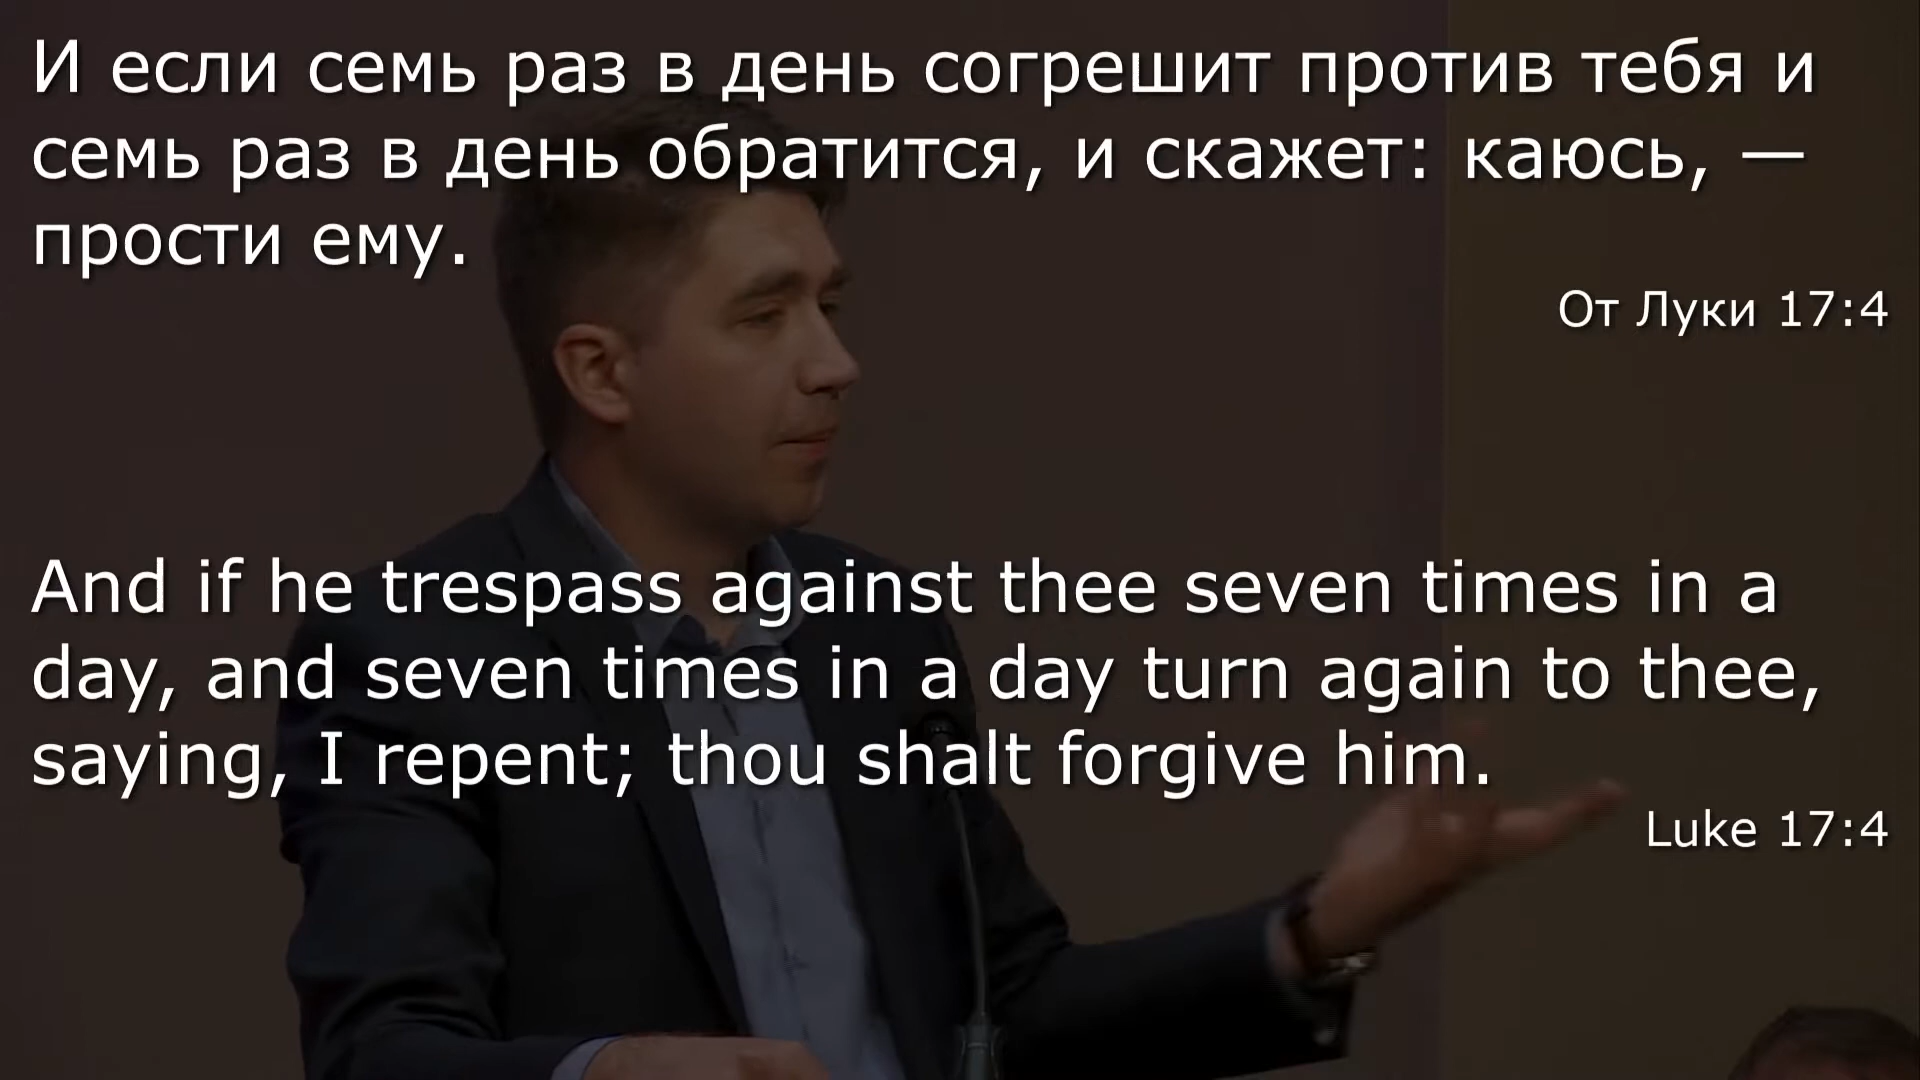 И если семь раз в день согрешит против тебя и
семь раз в день обратится, и скажет: каюсь, —
прости ему.
От Луки 17:4
And if he trespass against thee seven times in a
day, and seven times in a day turn again to thee,
saying, I repent; thou shalt forgive him.
Luke 17:4